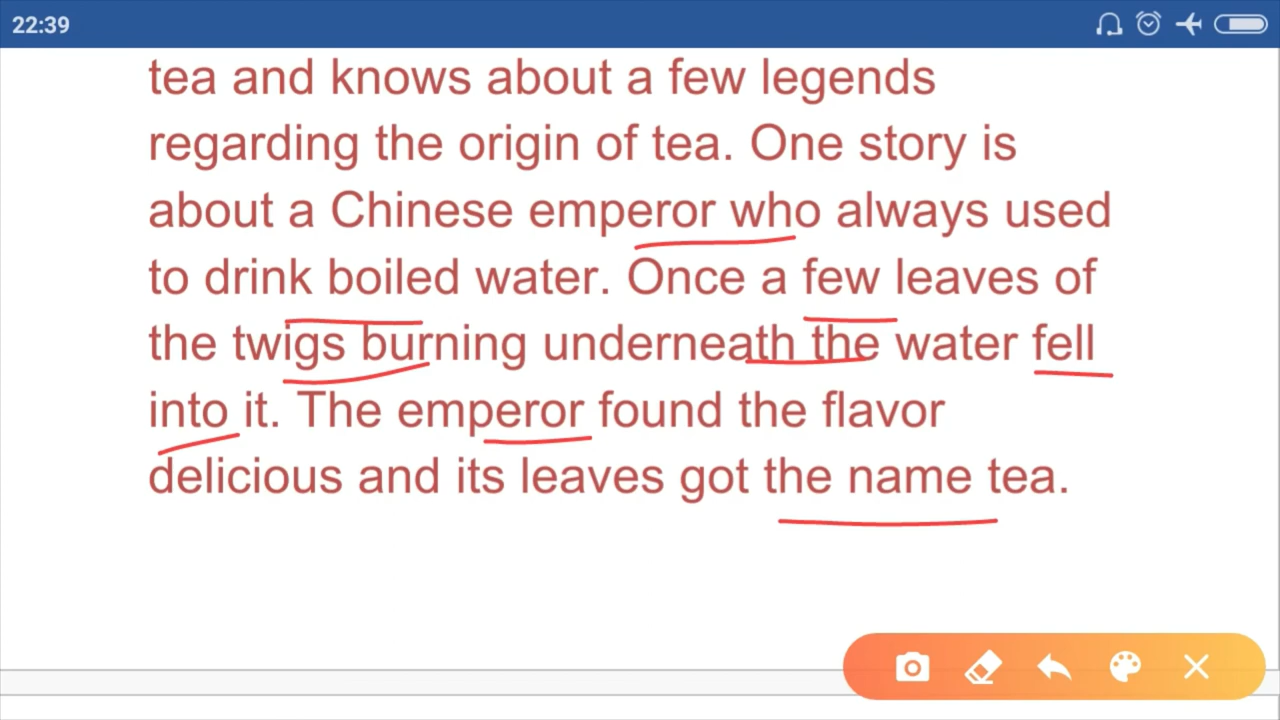 22:39
tea and knows about a few legends
regarding the origin of tea. One story is
about a Chinese emperor who always used
to drink boiled water. Once a few leaves of
the twigs burning underneath the water fell
into it. The emperor found the flavor
delicious and its leaves got the name tea.